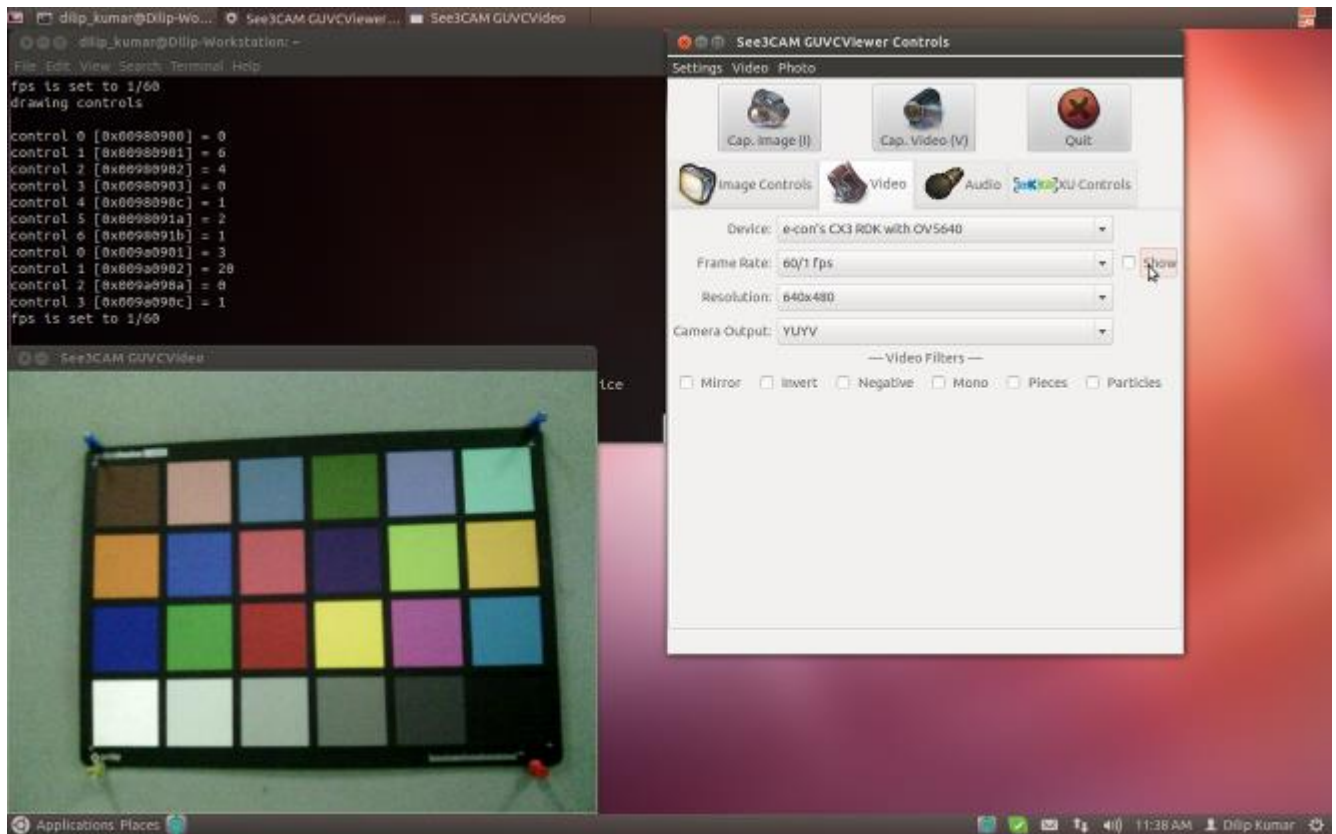 dilip_kumar@Dilip-Wo... See3CAM GUVCViewer ... See3CAM GUVCVideo
dilip_kumar@Dilip-Workstation: ~
File Edit View Search Terminal Help
fps is set to 1/60
drawing controls
control 0 [0x00980900] = 0
control 1 [0x00980901] = 6
control 2 [0x00980902] = 4
control 3 [0x00980903] = 0
control 4 [0x0098090c] = 1
control 5 [0x0098091a] = 2
control 6 [0x0098091b] = 1
control 0 [0x009a0901] = 3
control 1 [0x009a0902] = 20
control 2 [0x009a090a] = 0
control 3 [0x009a090c] = 1
fps is set to 1/60
ice
See3CAM GUVCVideo
See3CAM GUVCViewer Controls
Settings Video Photo
Cap. Image (I) Cap. Video (V) Quit
Image Controls Video Audio XU Controls
Device: e-con's CX3 RDK with OV5640
Frame Rate: 60/1 fps Show
Resolution: 640x480
Camera Output: YUYV
--- Video Filters ---
Mirror Invert Negative Mono Pieces Particles
Applications Places 11:38 AM Dilip Kumar